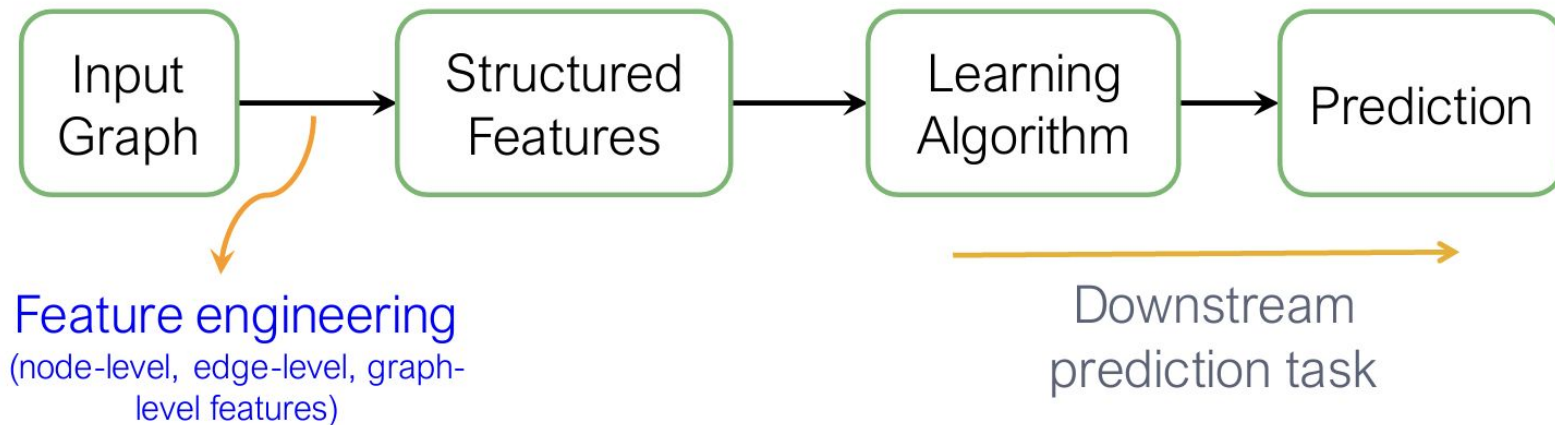 Input
Graph
Structured
Features
Learning
Algorithm
Prediction
Feature engineering
(node-level, edge-level, graph-
level features)
Downstream
prediction task